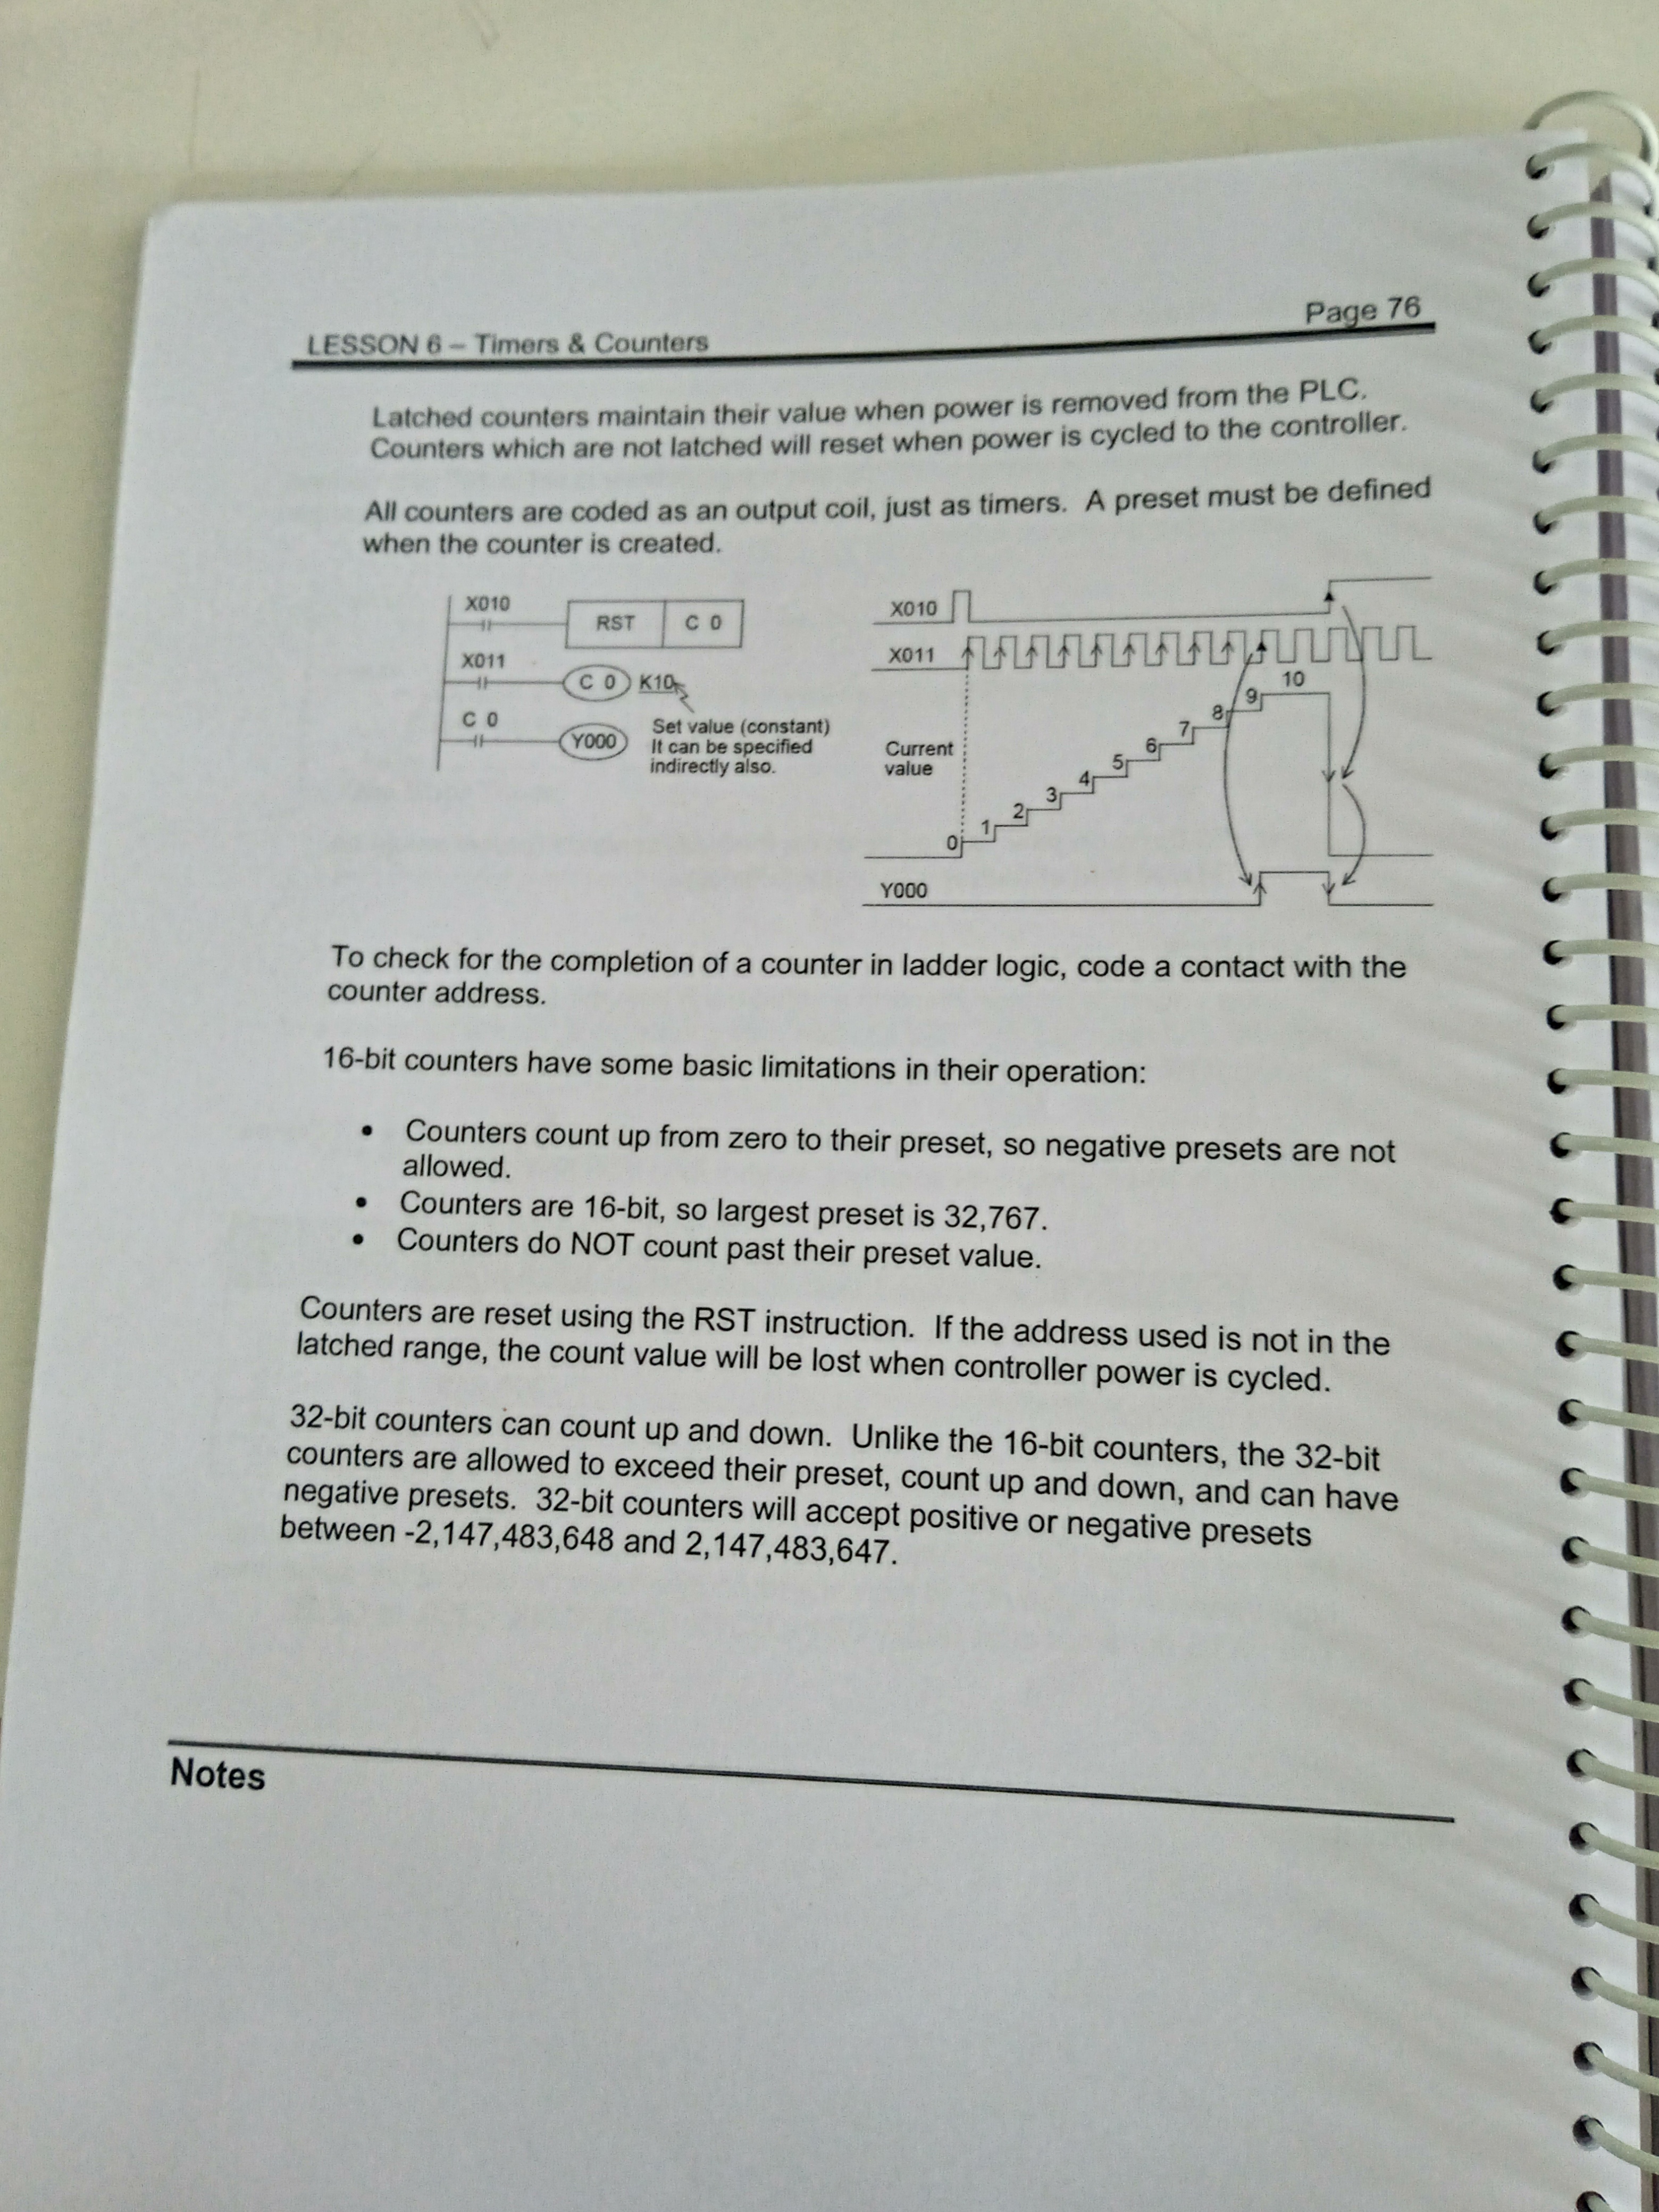 Page 76
LESSON 6 – Timers & Counters
Latched counters maintain their value when power is removed from the PLC.
Counters which are not latched will reset when power is cycled to the controller.
All counters are coded as an output coil, just as timers. A preset must be defined
when the counter is created.
X010
RST C 0
X011
C 0 K10
C 0
Y000
Set value (constant)
It can be specified
indirectly also.
X010
X011
Current
value
0
1
2
3
4
5
6
7
8
9
10
Y000
To check for the completion of a counter in ladder logic, code a contact with the
counter address.
16-bit counters have some basic limitations in their operation:
• Counters count up from zero to their preset, so negative presets are not
allowed.
• Counters are 16-bit, so largest preset is 32,767.
• Counters do NOT count past their preset value.
Counters are reset using the RST instruction. If the address used is not in the
latched range, the count value will be lost when controller power is cycled.
32-bit counters can count up and down. Unlike the 16-bit counters, the 32-bit
counters are allowed to exceed their preset, count up and down, and can have
negative presets. 32-bit counters will accept positive or negative presets
between -2,147,483,648 and 2,147,483,647.
Notes